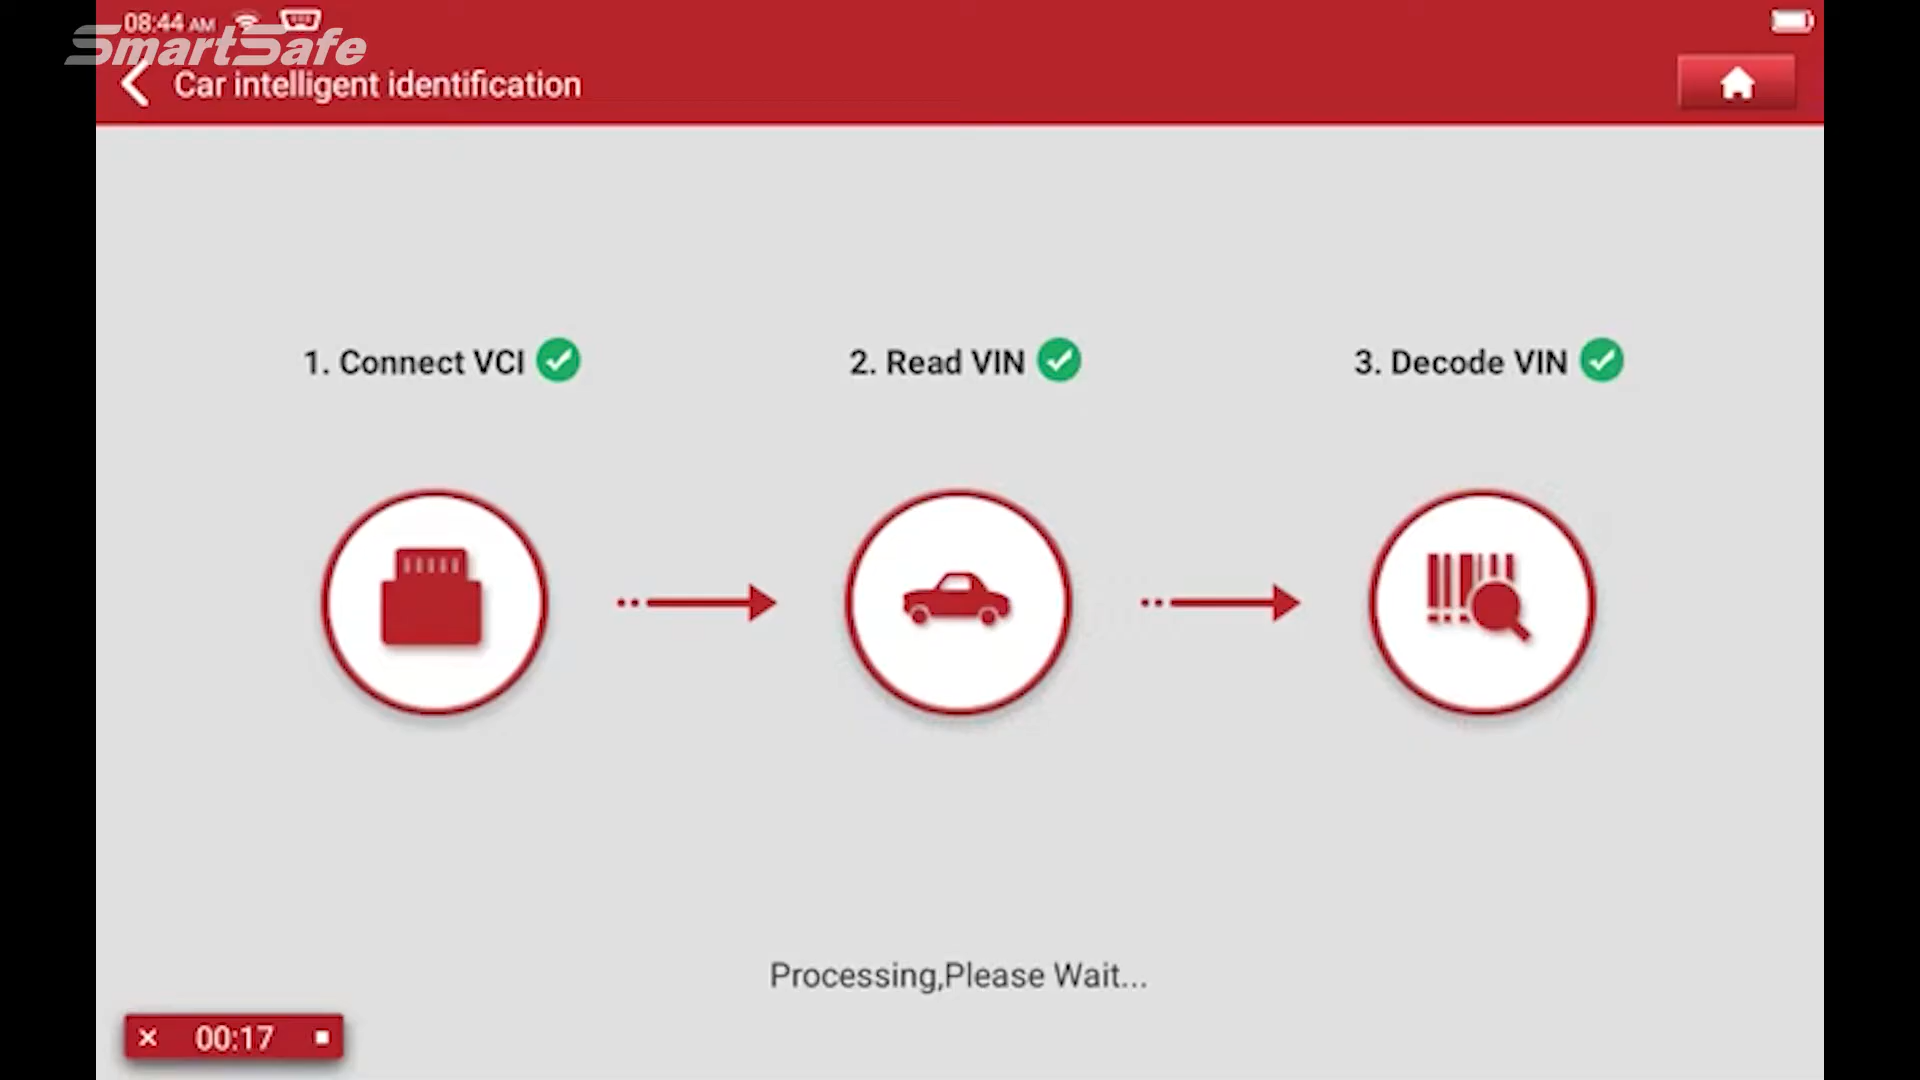 08:44 AM
SmartSafe
Car intelligent identification
1. Connect VCI
2. Read VIN
3. Decode VIN
Processing,Please Wait...
00:17